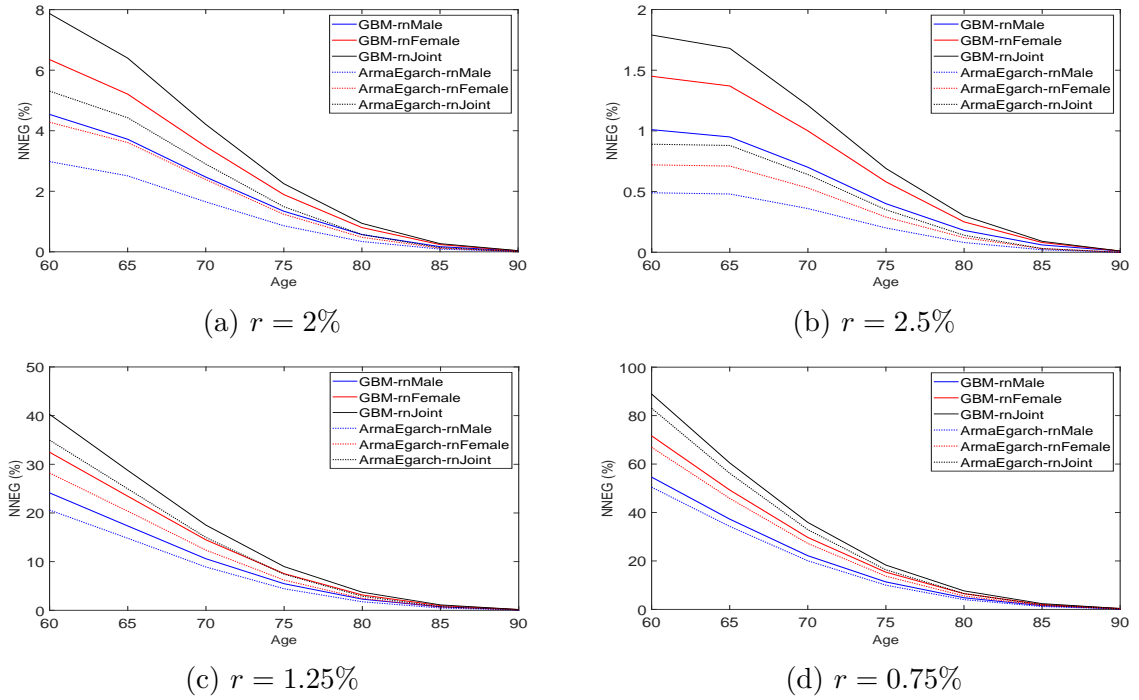 8
6
4
2
0
NNEG (%)
GBM-rnMale
GBM-rnFemale
GBM-rnJoint
ArmaEgarch-rnMale
ArmaEgarch-rnFemale
ArmaEgarch-rnJoint
60 65 70 75 80 85 90
Age
(a) r = 2%
2
1.5
1
0.5
0
NNEG (%)
GBM-rnMale
GBM-rnFemale
GBM-rnJoint
ArmaEgarch-rnMale
ArmaEgarch-rnFemale
ArmaEgarch-rnJoint
60 65 70 75 80 85 90
Age
(b) r = 2.5%
50
40
30
20
10
0
NNEG (%)
GBM-rnMale
GBM-rnFemale
GBM-rnJoint
ArmaEgarch-rnMale
ArmaEgarch-rnFemale
ArmaEgarch-rnJoint
60 65 70 75 80 85 90
Age
(c) r = 1.25%
100
80
60
40
20
0
NNEG (%)
GBM-rnMale
GBM-rnFemale
GBM-rnJoint
ArmaEgarch-rnMale
ArmaEgarch-rnFemale
ArmaEgarch-rnJoint
60 65 70 75 80 85 90
Age
(d) r = 0.75%